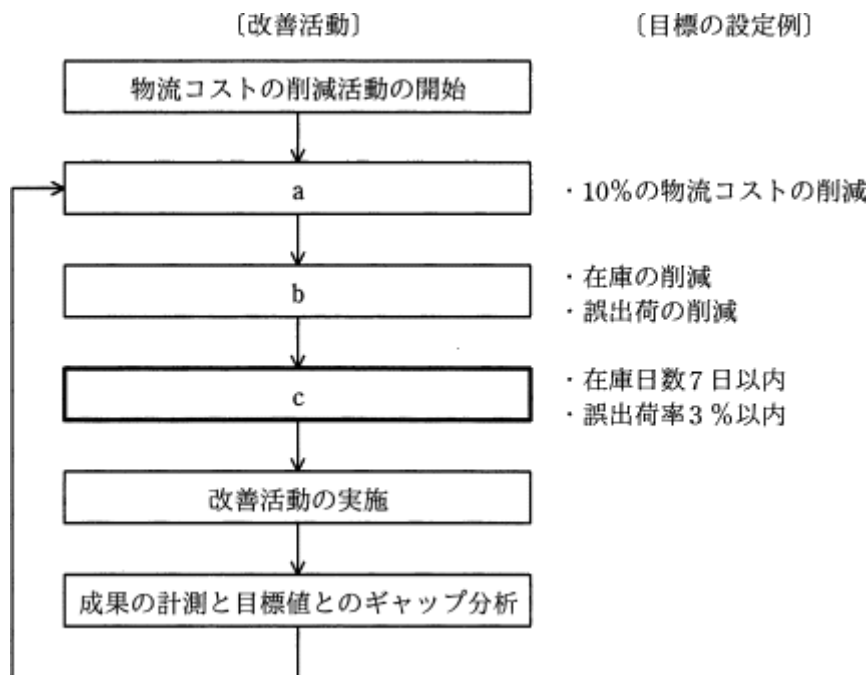 〔改善活動〕 〔目標の設定例〕
物流コストの削減活動の開始
a ・10％の物流コストの削減
b
・在庫の削減
・誤出荷の削減
c
・在庫日数7日以内
・誤出荷率3％以内
改善活動の実施
成果の計測と目標値とのギャップ分析